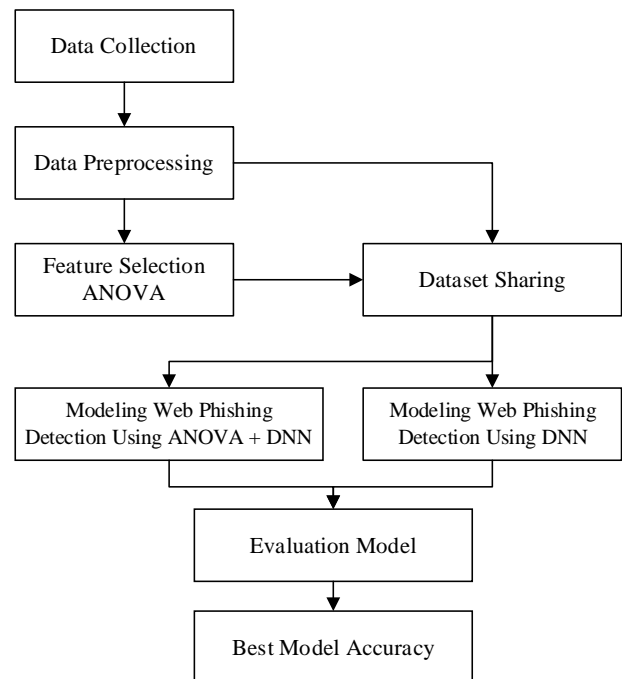 Data Collection
Data Preprocessing
Feature Selection
ANOVA
Dataset Sharing
Modeling Web Phishing
Detection Using ANOVA + DNN
Modeling Web Phishing
Detection Using DNN
Evaluation Model
Best Model Accuracy